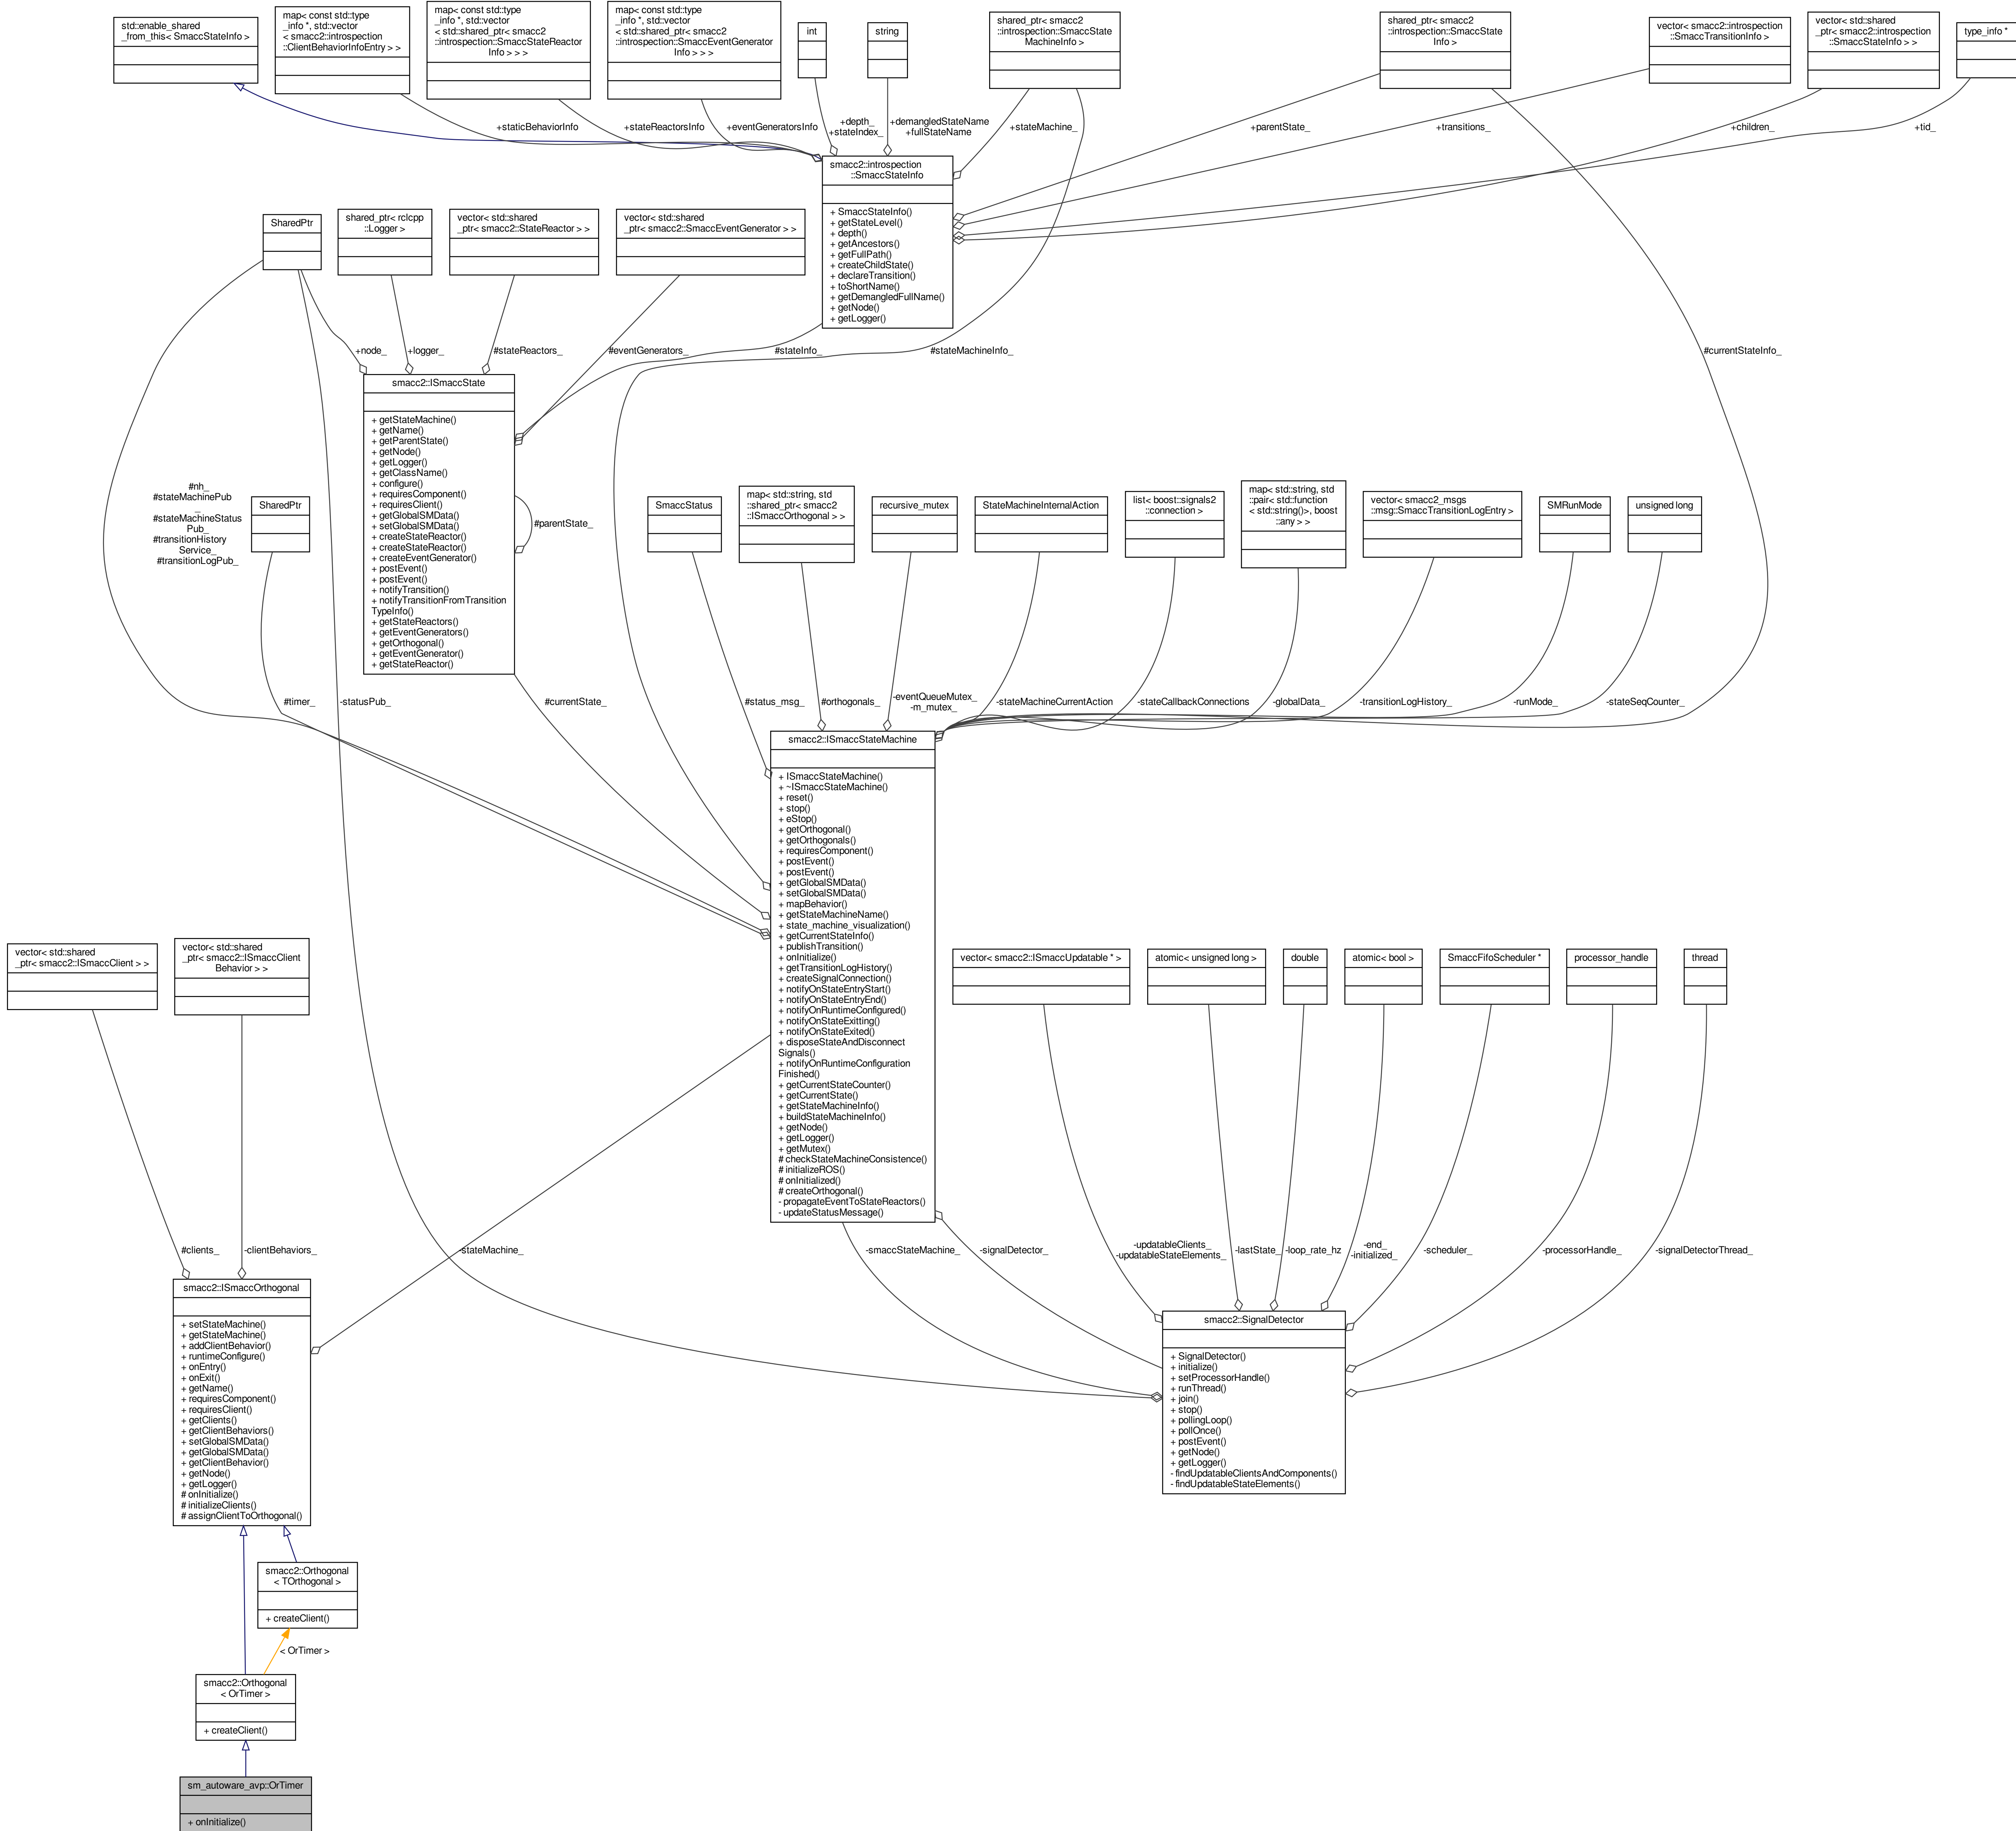 std::enable_shared
_from_this< SmaccStateInfo >
map< const std::type
_info *, std::vector
< smacc2::introspection
::ClientBehaviorInfoEntry > >
map< const std::type
_info *, std::vector
< std::shared_ptr< smacc2
::introspection::SmaccStateReactor
Info > > >
map< const std::type
_info *, std::vector
< std::shared_ptr< smacc2
::introspection::SmaccEventGenerator
Info > > >
int
string
shared_ptr< smacc2
::introspection::SmaccState
MachineInfo >
shared_ptr< smacc2
::introspection::SmaccState
Info >
vector< smacc2::introspection
::SmaccTransitionInfo >
vector< std::shared
_ptr< smacc2::introspection
::SmaccStateInfo > >
type_info *
+staticBehaviorInfo
+stateReactorsInfo
+eventGeneratorsInfo
+depth_
+stateIndex_
+demangledStateName
+fullStateName
+stateMachine_
+parentState_
+transitions_
+children_
+tid_
smacc2::introspection
::SmaccStateInfo
+ SmaccStateInfo()
+ getStateLevel()
+ depth()
+ getAncestors()
+ getFullPath()
+ createChildState()
+ declareTransition()
+ toShortName()
+ getDemangledFullName()
+ getNode()
+ getLogger()
SharedPtr
shared_ptr< rclcpp
::Logger >
vector< std::shared
_ptr< smacc2::StateReactor > >
vector< std::shared
_ptr< smacc2::SmaccEventGenerator > >
+node_
+logger_
#stateReactors_
#eventGenerators_
#stateInfo_
#stateMachineInfo_
#currentStateInfo_
smacc2::ISmaccState
+ getStateMachine()
+ getName()
+ getParentState()
+ getNode()
+ getLogger()
+ getClassName()
+ configure()
+ requiresComponent()
+ requiresClient()
+ getGlobalSMData()
+ setGlobalSMData()
+ createStateReactor()
+ createStateReactor()
+ createEventGenerator()
+ postEvent()
+ postEvent()
+ notifyTransition()
+ notifyTransitionFromTransition
TypeInfo()
+ getStateReactors()
+ getEventGenerators()
+ getOrthogonal()
+ getEventGenerator()
+ getStateReactor()
#parentState_
#nh_
#stateMachinePub
_
#stateMachineStatus
Pub_
#transitionHistory
Service_
#transitionLogPub_
SharedPtr
SmaccStatus
map< std::string, std
::shared_ptr< smacc2
::ISmaccOrthogonal > >
recursive_mutex
StateMachineInternalAction
list< boost::signals2
::connection >
map< std::string, std
::pair< std::function
< std::string()>, boost
::any > >
vector< smacc2_msgs
::msg::SmaccTransitionLogEntry >
SMRunMode
unsigned long
#timer_
-statusPub_
#currentState_
#status_msg_
#orthogonals_
-eventQueueMutex_
-m_mutex_
-stateMachineCurrentAction
-stateCallbackConnections
-globalData_
-transitionLogHistory_
-runMode_
-stateSeqCounter_
smacc2::ISmaccStateMachine
+ ISmaccStateMachine()
+ ~ISmaccStateMachine()
+ reset()
+ stop()
+ eStop()
+ getOrthogonal()
+ getOrthogonals()
+ requiresComponent()
+ postEvent()
+ postEvent()
+ getGlobalSMData()
+ setGlobalSMData()
+ mapBehavior()
+ getStateMachineName()
+ state_machine_visualization()
+ getCurrentStateInfo()
+ publishTransition()
+ onInitialize()
+ getTransitionLogHistory()
+ createSignalConnection()
+ notifyOnStateEntryStart()
+ notifyOnStateEntryEnd()
+ notifyOnRuntimeConfigured()
+ notifyOnStateExitting()
+ notifyOnStateExited()
+ disposeStateAndDisconnect
Signals()
+ notifyOnRuntimeConfiguration
Finished()
+ getCurrentStateCounter()
+ getCurrentState()
+ getStateMachineInfo()
+ buildStateMachineInfo()
+ getNode()
+ getLogger()
+ getMutex()
# checkStateMachineConsistence()
# initializeROS()
# onInitialized()
# createOrthogonal()
- propagateEventToStateReactors()
- updateStatusMessage()
vector< std::shared
_ptr< smacc2::ISmaccClient > >
vector< std::shared
_ptr< smacc2::ISmaccClient
Behavior > >
vector< smacc2::ISmaccUpdatable * >
atomic< unsigned long >
double
atomic< bool >
SmaccFifoScheduler *
processor_handle
thread
#clients_
-clientBehaviors_
-stateMachine_
-smaccStateMachine_
-signalDetector_
-updatableClients_
-updatableStateElements_
-lastState_
-loop_rate_hz
-end_
-initialized_
-scheduler_
-processorHandle_
-signalDetectorThread_
smacc2::ISmaccOrthogonal
+ setStateMachine()
+ getStateMachine()
+ addClientBehavior()
+ runtimeConfigure()
+ onEntry()
+ onExit()
+ getName()
+ requiresComponent()
+ requiresClient()
+ getClients()
+ getClientBehaviors()
+ setGlobalSMData()
+ getGlobalSMData()
+ getClientBehavior()
+ getNode()
+ getLogger()
# onInitialize()
# initializeClients()
# assignClientToOrthogonal()
smacc2::SignalDetector
+ SignalDetector()
+ initialize()
+ setProcessorHandle()
+ runThread()
+ join()
+ stop()
+ pollingLoop()
+ pollOnce()
+ postEvent()
+ getNode()
+ getLogger()
- findUpdatableClientsAndComponents()
- findUpdatableStateElements()
smacc2::Orthogonal
< TOrthogonal >
+ createClient()
< OrTimer >
smacc2::Orthogonal
< OrTimer >
+ createClient()
sm_autoware_avp::OrTimer
+ onInitialize()